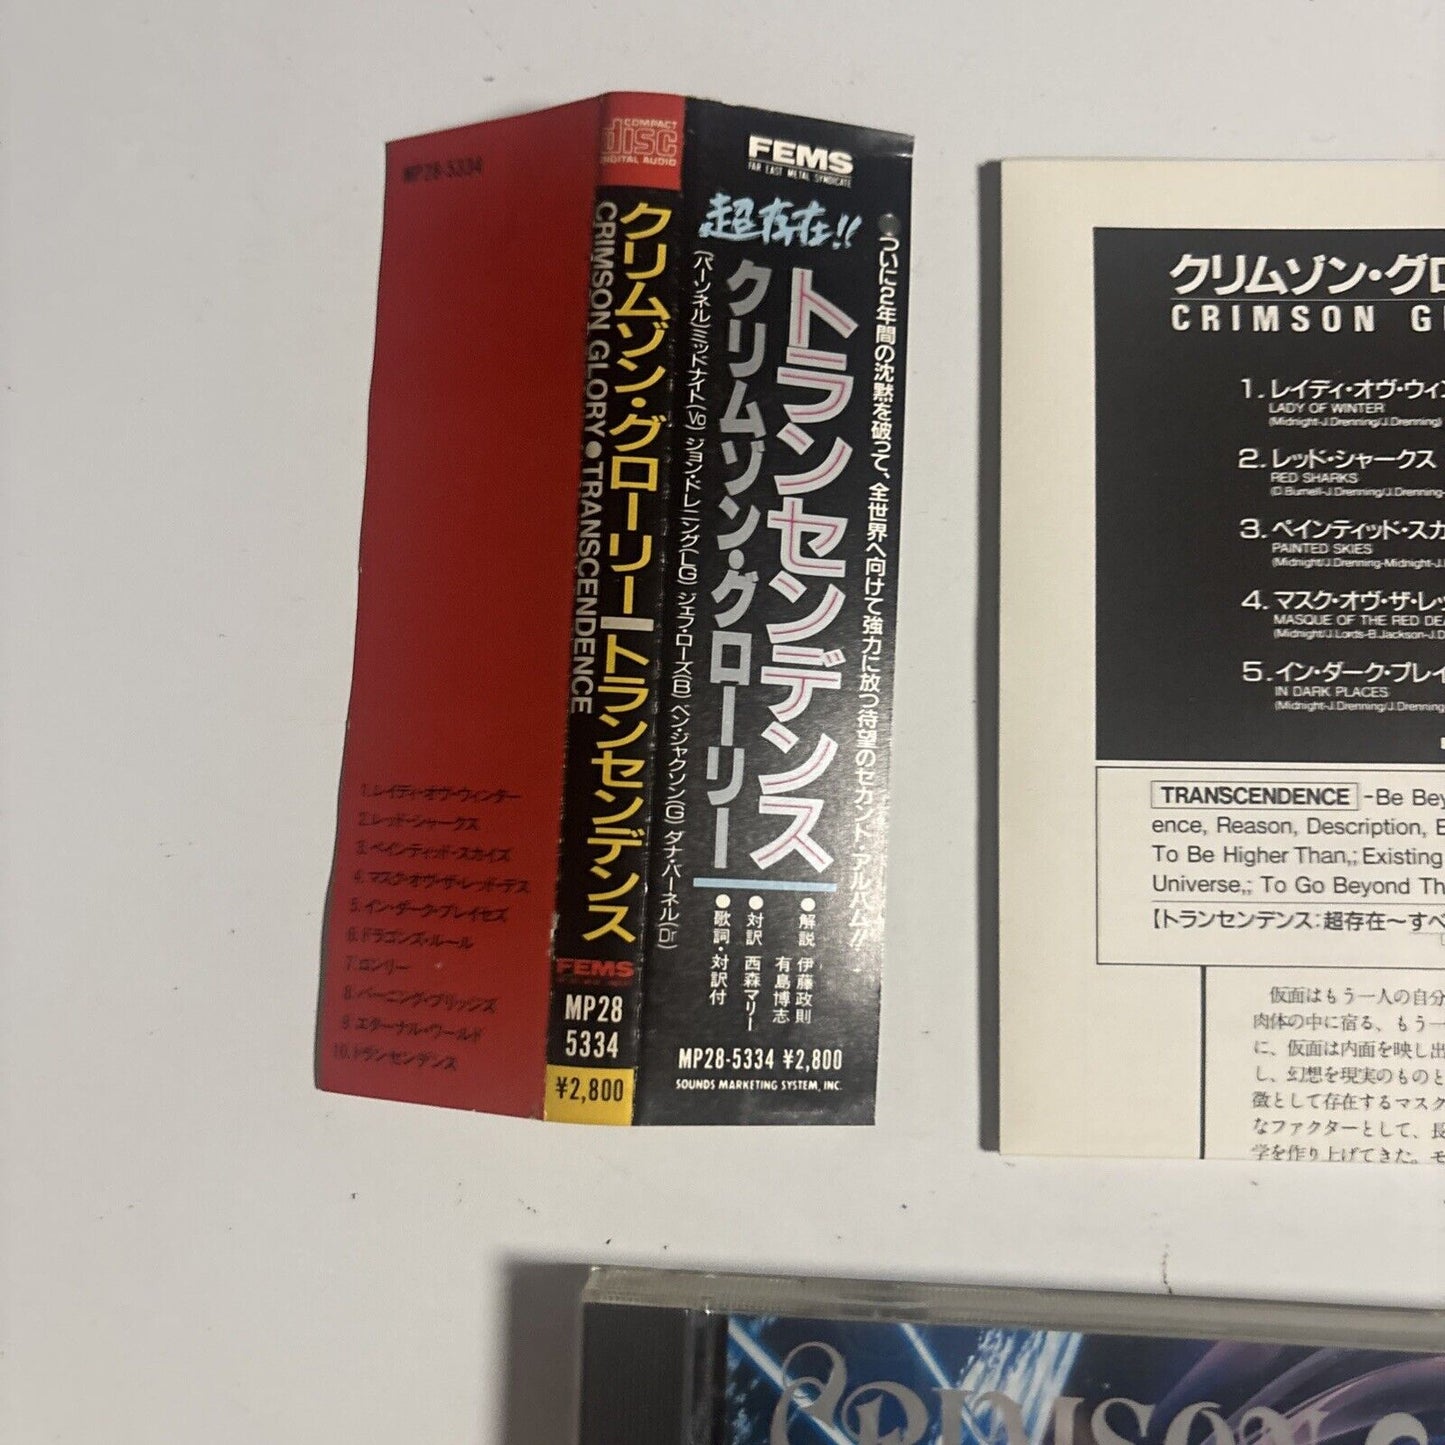 MP28-5334
1.レイディ・オヴ・ウィンター
2.レッド・シャークス
3.ペインティッド・スカイズ
4.マスク・オヴ・ザ・レッド・デス
5.イン・ダーク・プレイセズ
6.ドラゴンズ・ルール
7.ロンリー
8.バーニング・ブリッジズ
9.エターナル・ワールド
10.トランセンデンス
COMPACT
disc
DIGITAL AUDIO
クリムゾン・グローリー ー トランセンデンス
CRIMSON GLORY●TRANSCENDENCE
FEMS
MP28
5334
¥2,800
FEMS
FAR EAST METAL SYNDICATE
超存在!!
ついに2年間の沈黙を破って、全世界へ向けて強力に放つ待望のセカンド・アルバム!!
トランセンデンス
クリムゾン・グローリー
(パーソネル)ミッドナイト(Vo) ジョン・ドレニング(LG) ジェフ・ローズ(B) ベン・ジャクソン(G) ダナ・バーネル(Dr)
●解説 伊藤政則
有島博志
●対訳 西森マリー
●歌詞・対訳付
MP28-5334 ¥2,800
SOUNDS MARKETING SYSTEM, INC.
クリムゾン・グロ
CRIMSON GL
1.レイディ・オヴ・ウィン
LADY OF WINTER
(Midnight-J.Drenning/J.Drenning)
2.レッド・シャークス
RED SHARKS
(D.Burnell-J.Drenning/J.Drenning-
3.ペインティッド・スカ
PAINTED SKIES
(Midnight/J.Drenning-Midnight-J.
4.マスク・オヴ・ザ・レッ
MASQUE OF THE RED DEA
(Midnight/J.Lords-B.Jackson-J.D
5.イン・ダーク・プレイ
IN DARK PLACES
(Midnight-J.Drenning/J.Drenning
TRANSCENDENCE -Be Bey
ence, Reason, Description, E
To Be Higher Than,; Existing
Universe,; To Go Beyond Th
【トランセンデンス:超存在〜すべ
仮面はもう一人の自分
肉体の中に宿る、もう一
に、仮面は内面を映し出
し、幻想を現実のものと
徴として存在するマスク
なファクターとして、長
学を作り上げてきた。モ
CRIMSON